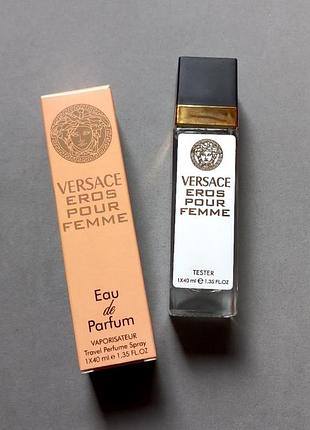 VERSACE
EROS
POUR
FEMME
Eau
de
Parfum
VAPORISATEUR
Travel Perfume Spray
1X40 ml ℮ 1,35 FL.OZ
VERSACE
EROS
POUR
FEMME
TESTER
1X40 ml ℮ 1,35 FL.OZ